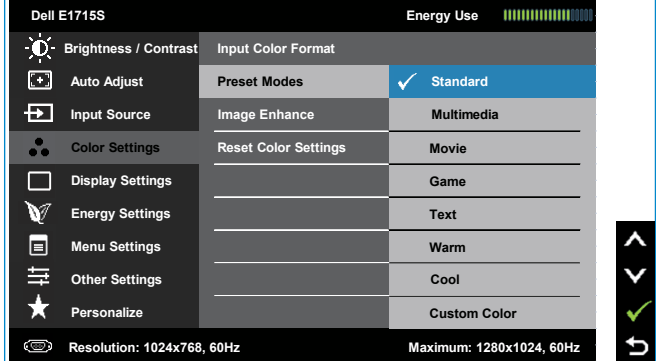 Dell E1715S Energy Use
Brightness / Contrast Input Color Format
Auto Adjust Preset Modes Standard
Input Source Image Enhance Multimedia
Color Settings Reset Color Settings Movie
Display Settings Game
Energy Settings Text
Menu Settings Warm
Other Settings Cool
Personalize Custom Color
Resolution: 1024x768, 60Hz Maximum: 1280x1024, 60Hz